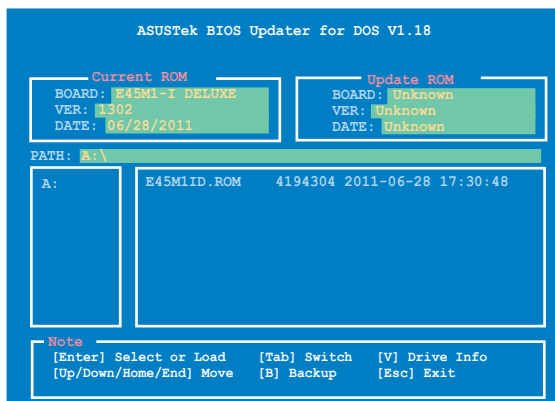 ASUSTek BIOS Updater for DOS V1.18
Current ROM
BOARD: E45M1-I DELUXE
VER: 1302
DATE: 06/28/2011
Update ROM
BOARD: Unknown
VER: Unknown
DATE: Unknown
PATH: A:\
A:
E45M1ID.ROM 4194304 2011-06-28 17:30:48
Note
[Enter] Select or Load [Tab] Switch [V] Drive Info
[Up/Down/Home/End] Move [B] Backup [Esc] Exit